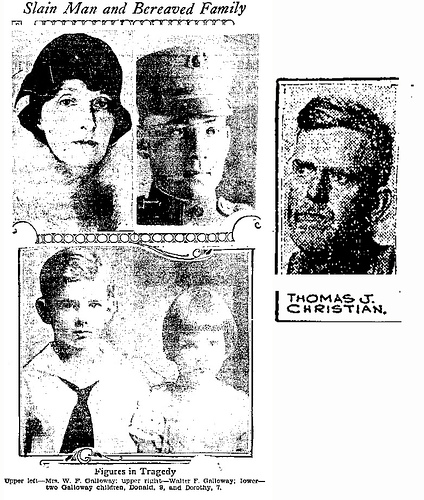 Slain Man and Bereaved Family
THOMAS J.
CHRISTIAN.
Figures in Tragedy
Upper left—Mrs. W. F. Galloway; upper right—Walter F. Galloway; lower—
two Galloway children, Donald, 9, and Dorothy, 7.